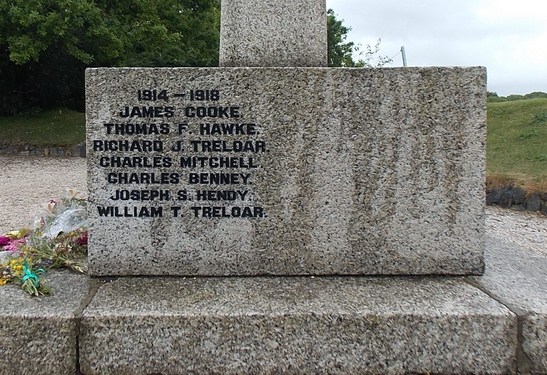 1914 – 1918
JAMES COOKE.
THOMAS F. HAWKE.
RICHARD J. TRELOAR.
CHARLES MITCHELL.
CHARLES BENNEY.
JOSEPH S. HENDY.
WILLIAM T. TRELOAR.